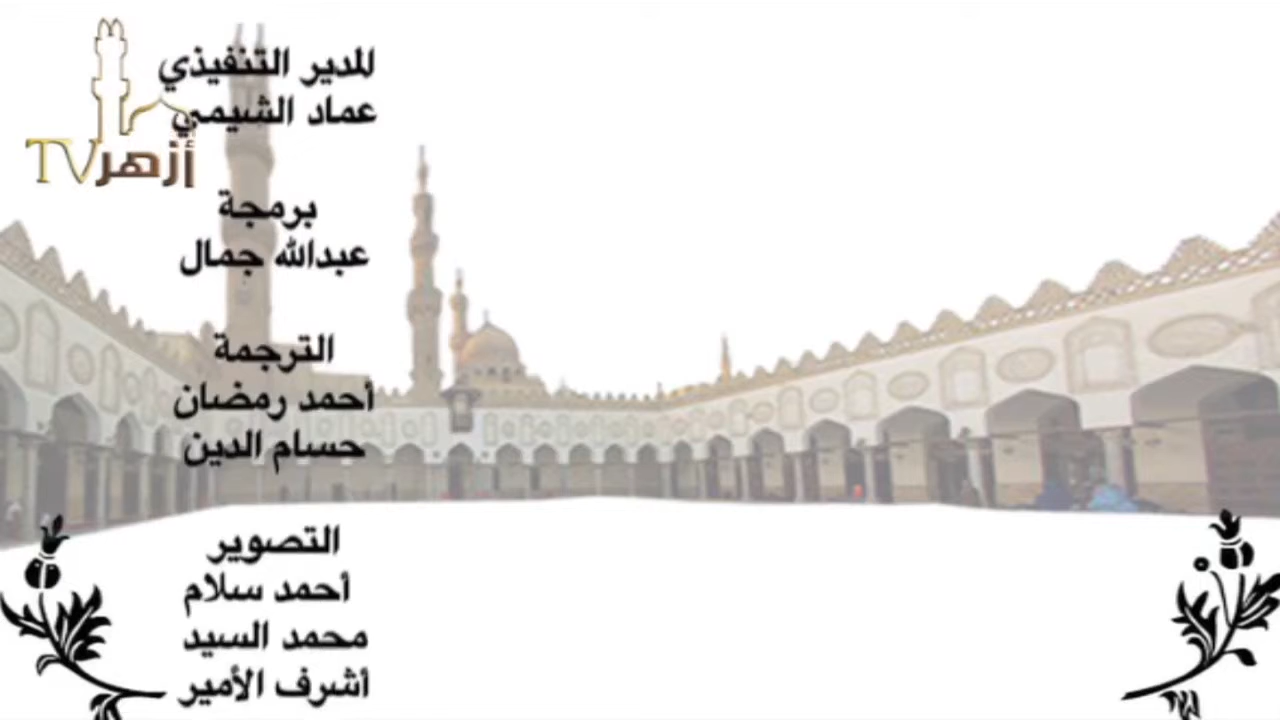 المدير التنفيذي
عماد الشيمي
أزهر TV
برمجة
عبدالله جمال
الترجمة
أحمد رمضان
حسام الدين
التصوير
أحمد سلام
محمد السيد
أشرف الأمير